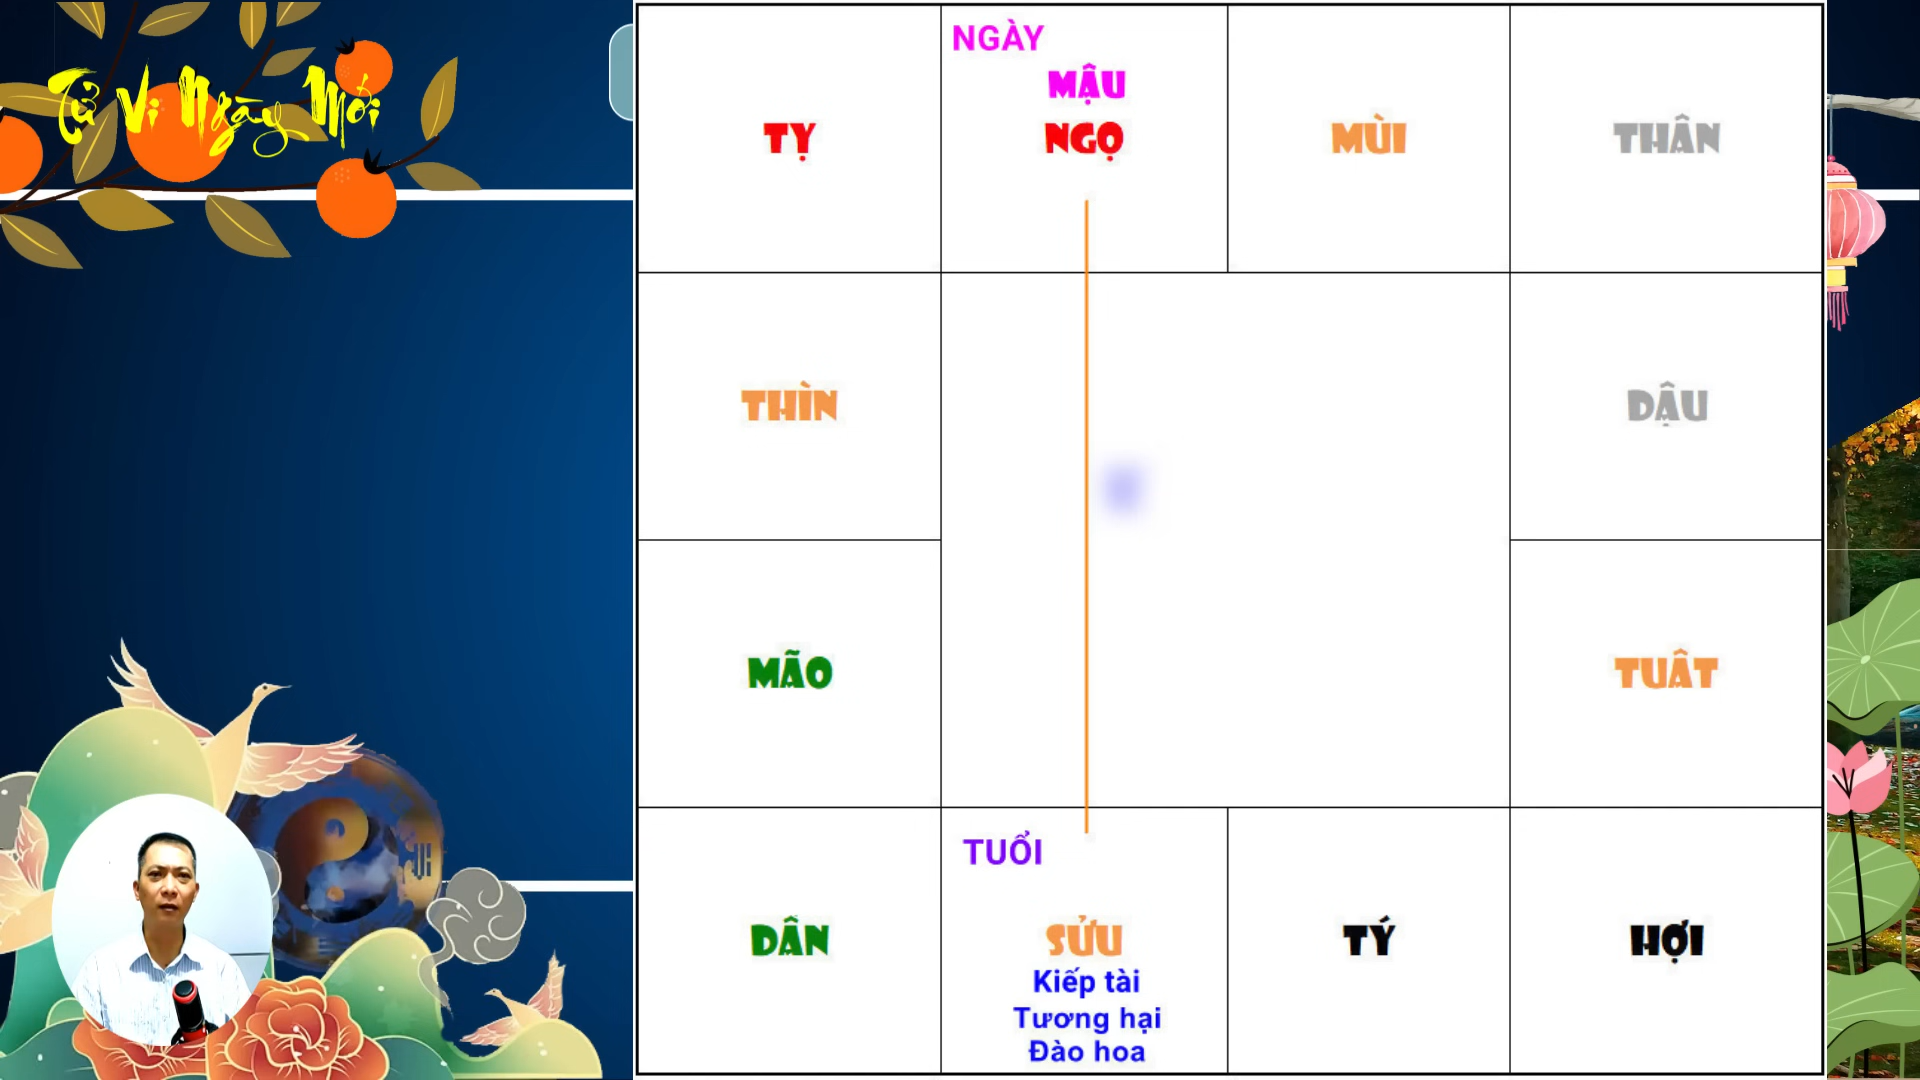 Tử Vi Ngày Mới
NGÀY
MẬU
TỴ
NGỌ
MÙI
THÂN
THÌN
DẬU
MÃO
TUẤT
TUỔI
DẦN
SỬU
TÝ
HỢI
Kiếp tài
Tương hại
Đào hoa